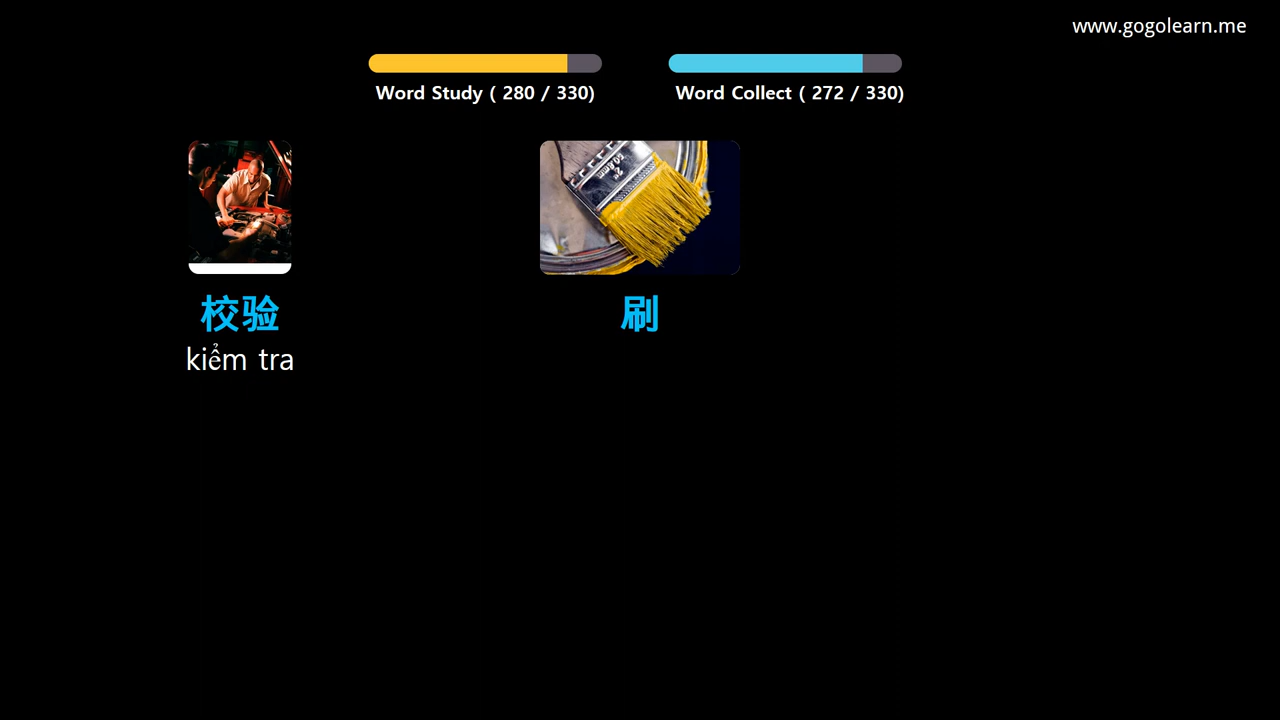 www.gogolearn.me
Word Study ( 280 / 330)
Word Collect ( 272 / 330)
校验
kiểm tra
刷